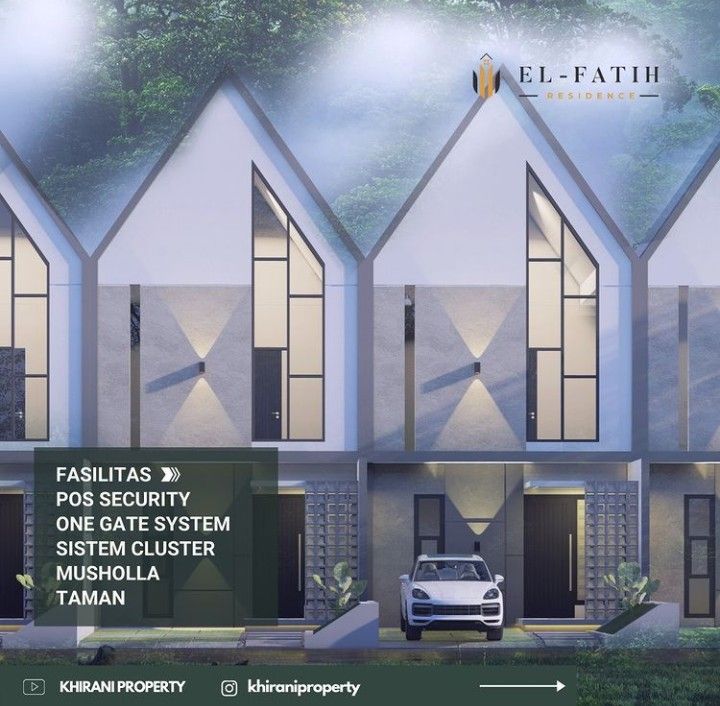 EL-FATIH
RESIDENCE
FASILITAS
POS SECURITY
ONE GATE SYSTEM
SISTEM CLUSTER
MUSHOLLA
TAMAN
KHIRANI PROPERTY
khiraniproperty